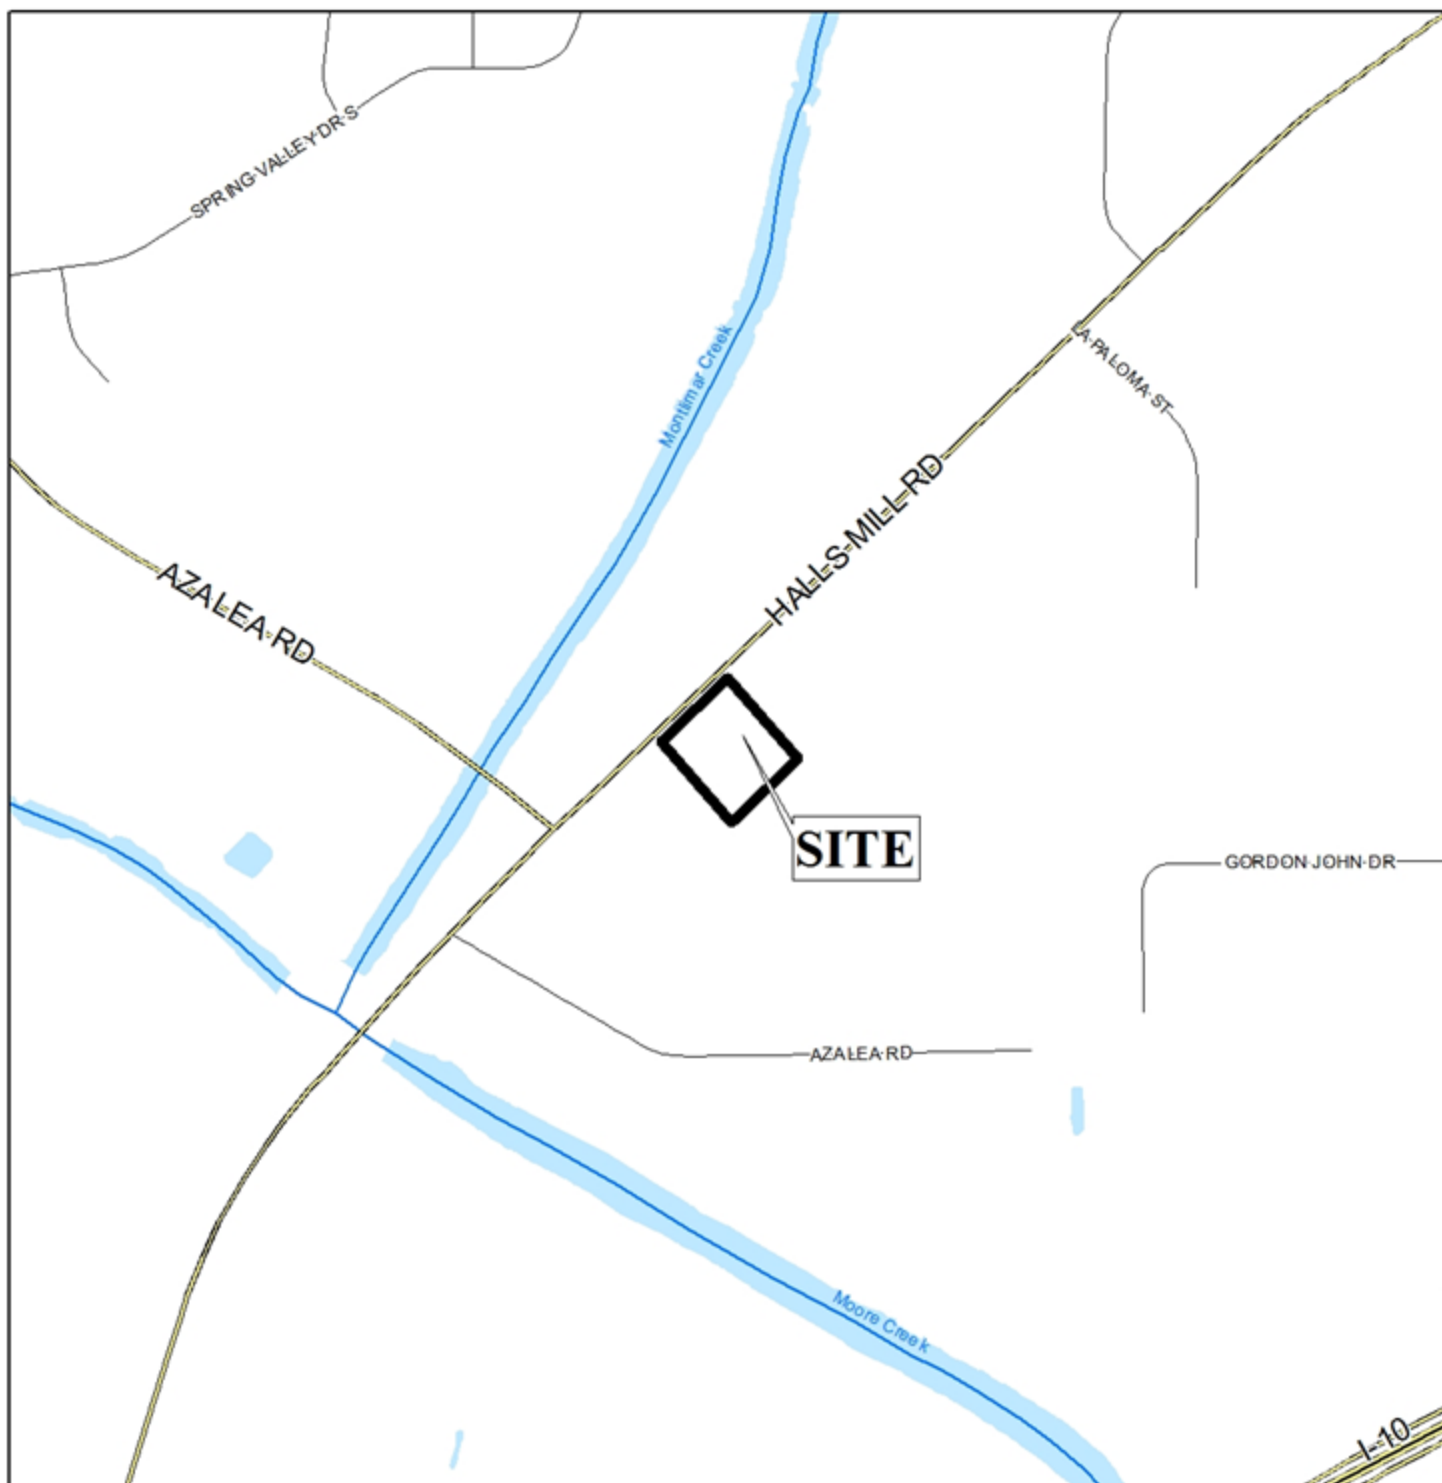 SPRING VALLEY DR S
Montlimar Creek
LA PALOMA ST
HALLS MILL RD
AZALEA RD
SITE
GORDON JOHN DR
AZALEA RD
Moore Creek
I-10